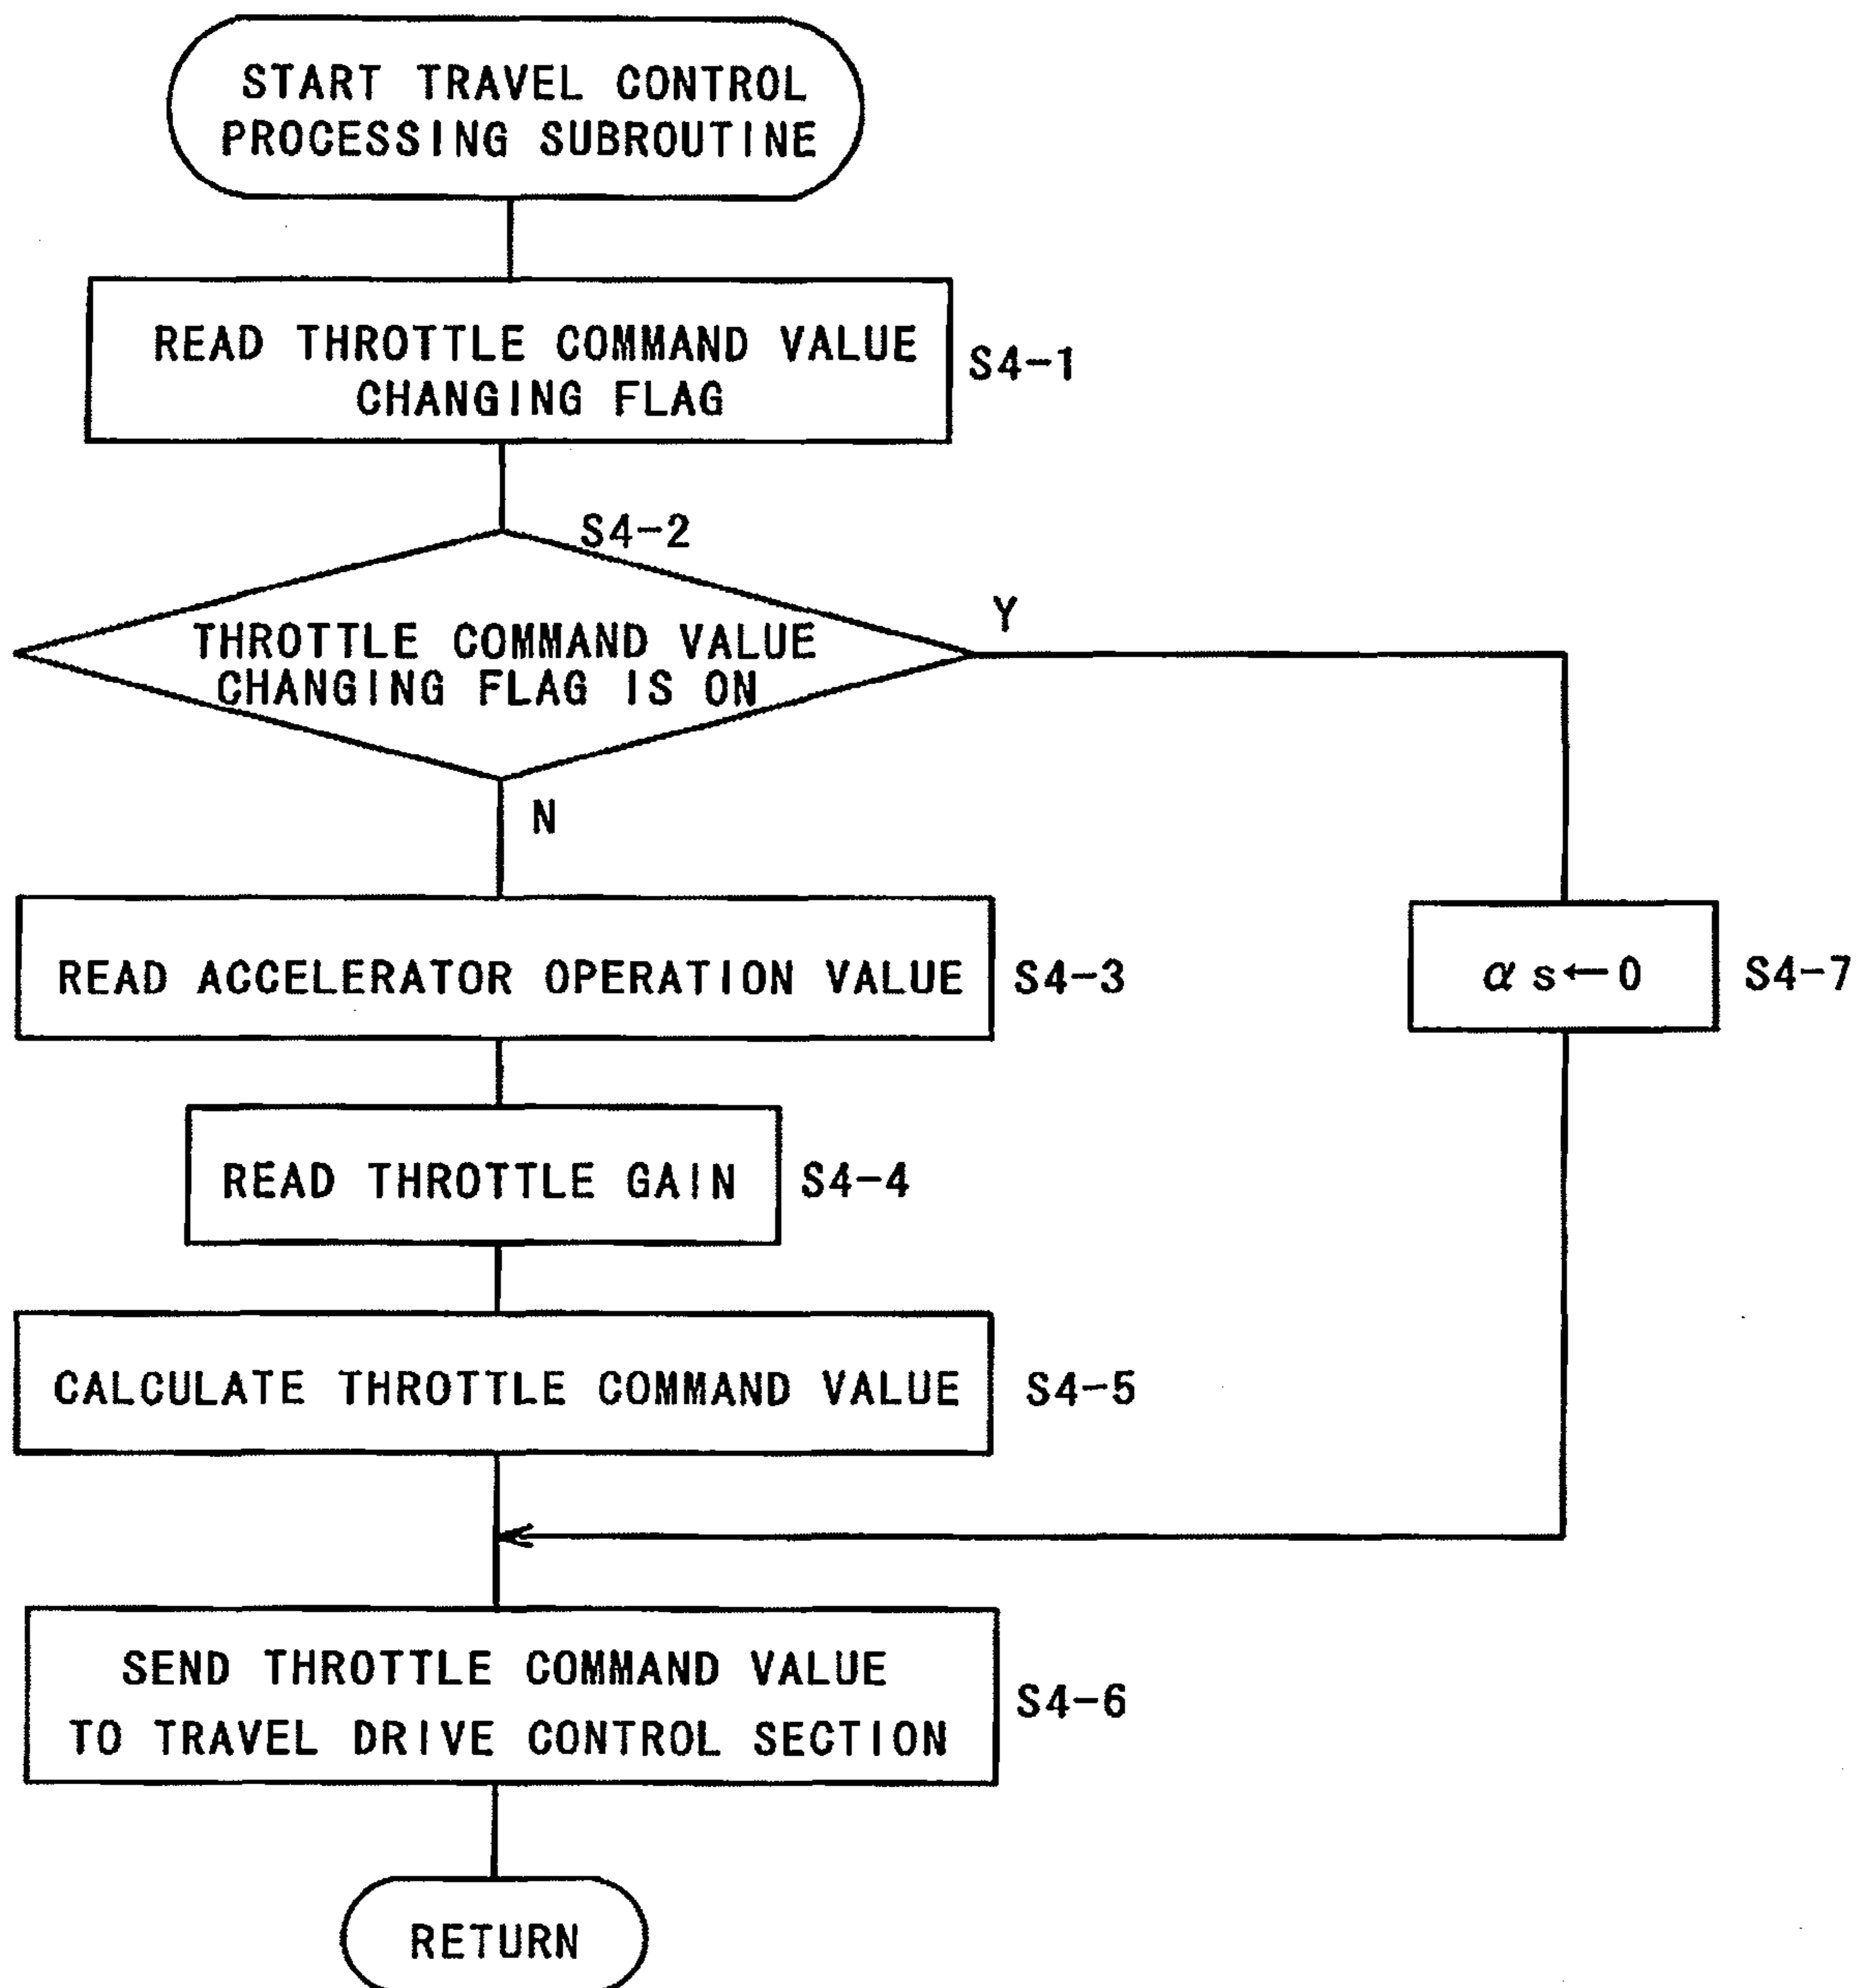 START TRAVEL CONTROL
PROCESSING SUBROUTINE
READ THROTTLE COMMAND VALUE
CHANGING FLAG
S4-1
S4-2
THROTTLE COMMAND VALUE
CHANGING FLAG IS ON
Y
N
READ ACCELERATOR OPERATION VALUE
S4-3
α s←0
S4-7
READ THROTTLE GAIN
S4-4
CALCULATE THROTTLE COMMAND VALUE
S4-5
SEND THROTTLE COMMAND VALUE
TO TRAVEL DRIVE CONTROL SECTION
S4-6
RETURN